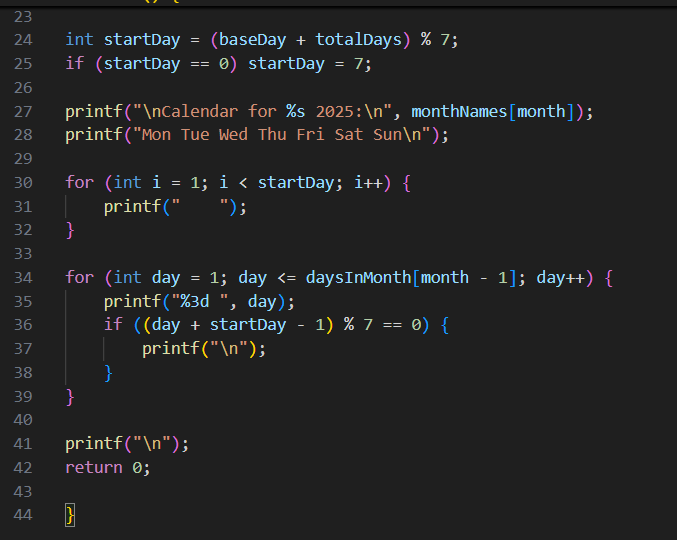 () {
23
24 int startDay = (baseDay + totalDays) % 7;
25 if (startDay == 0) startDay = 7;
26
27 printf("\nCalendar for %s 2025:\n", monthNames[month]);
28 printf("Mon Tue Wed Thu Fri Sat Sun\n");
29
30 for (int i = 1; i < startDay; i++) {
31     printf("    ");
32 }
33
34 for (int day = 1; day <= daysInMonth[month - 1]; day++) {
35     printf("%3d ", day);
36     if ((day + startDay - 1) % 7 == 0) {
37         printf("\n");
38     }
39 }
40
41 printf("\n");
42 return 0;
43
44 }